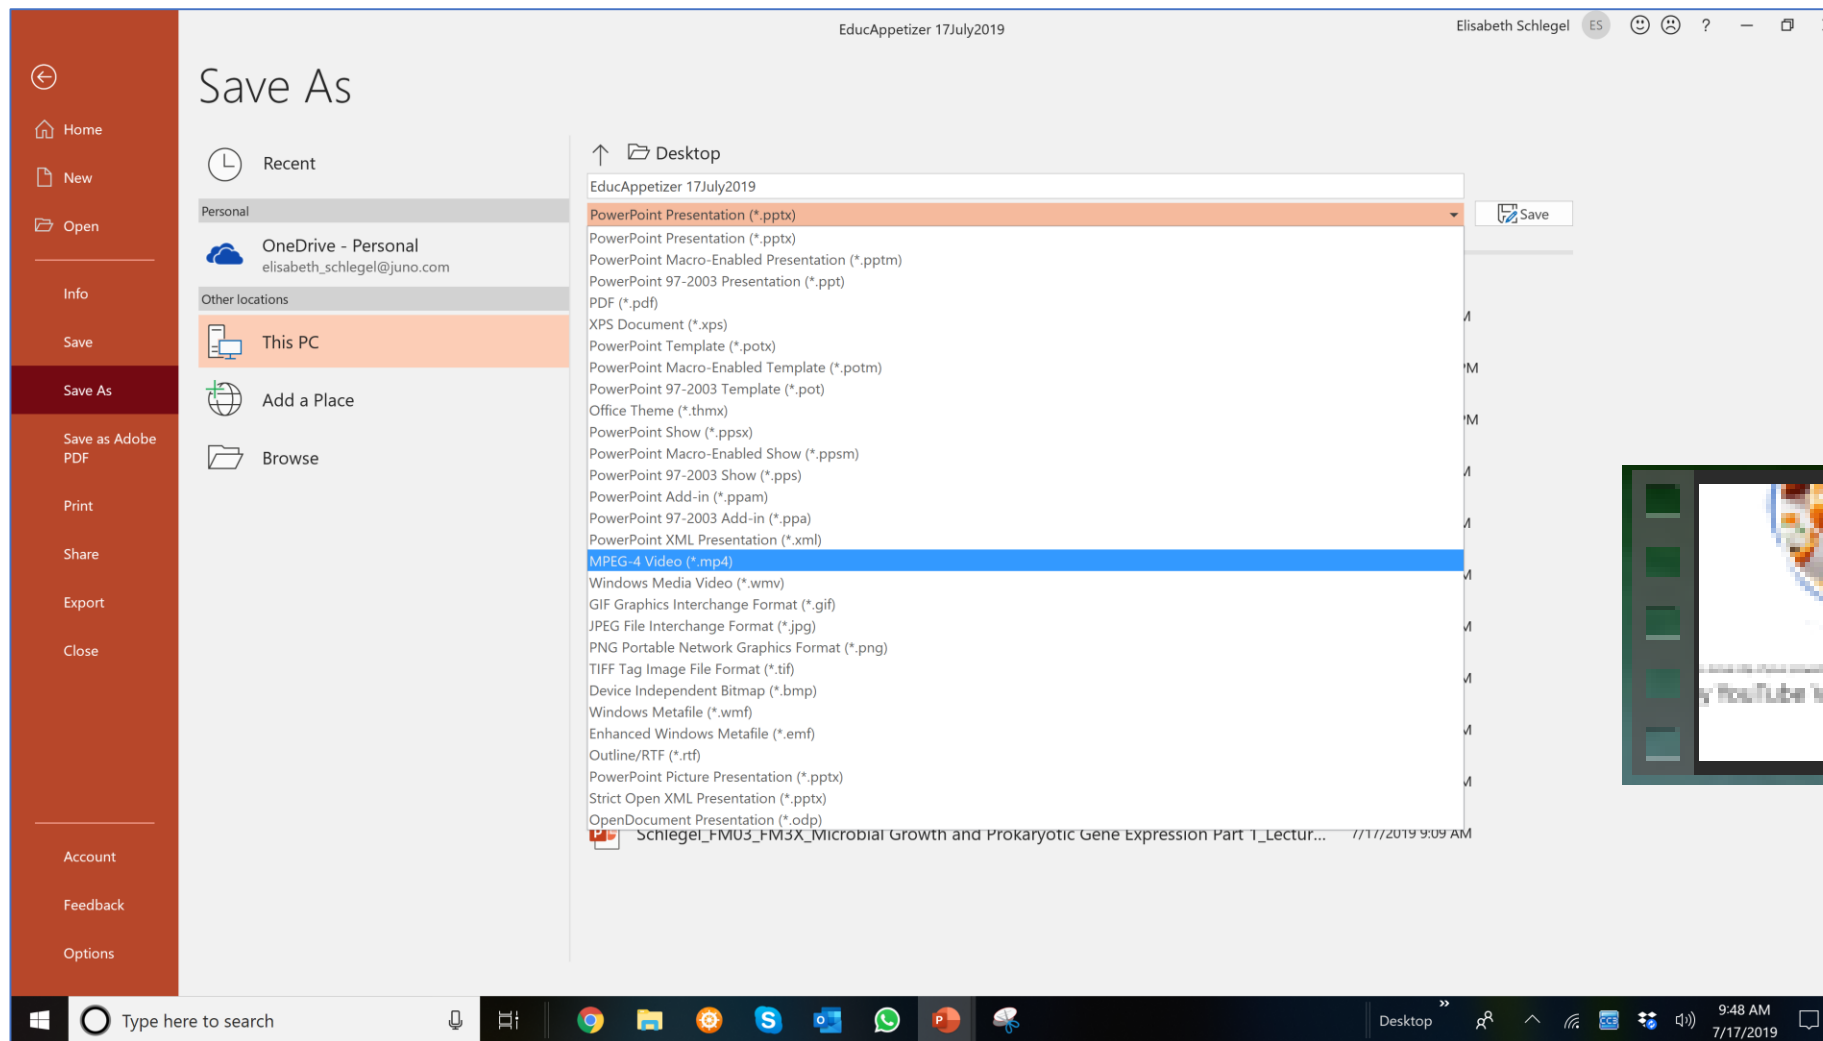 EducAppetizer 17July2019
Elisabeth Schlegel ES ?
Save As
Home
New
Open
Info
Save
Save As
Save as Adobe
PDF
Print
Share
Export
Close
Account
Feedback
Options
Recent
Personal
OneDrive - Personal
elisabeth_schlegel@juno.com
Other locations
This PC
Add a Place
Browse
Desktop
EducAppetizer 17July2019
PowerPoint Presentation (*.pptx)
Save
PowerPoint Presentation (*.pptx)
PowerPoint Macro-Enabled Presentation (*.pptm)
PowerPoint 97-2003 Presentation (*.ppt)
PDF (*.pdf)
XPS Document (*.xps)
PowerPoint Template (*.potx)
PowerPoint Macro-Enabled Template (*.potm)
PowerPoint 97-2003 Template (*.pot)
Office Theme (*.thmx)
PowerPoint Show (*.ppsx)
PowerPoint Macro-Enabled Show (*.ppsm)
PowerPoint 97-2003 Show (*.pps)
PowerPoint Add-in (*.ppam)
PowerPoint 97-2003 Add-in (*.ppa)
PowerPoint XML Presentation (*.xml)
MPEG-4 Video (*.mp4)
Windows Media Video (*.wmv)
GIF Graphics Interchange Format (*.gif)
JPEG File Interchange Format (*.jpg)
PNG Portable Network Graphics Format (*.png)
TIFF Tag Image File Format (*.tif)
Device Independent Bitmap (*.bmp)
Windows Metafile (*.wmf)
Enhanced Windows Metafile (*.emf)
Outline/RTF (*.rtf)
PowerPoint Picture Presentation (*.pptx)
Strict Open XML Presentation (*.pptx)
OpenDocument Presentation (*.odp)
Schlegel_FM03_FM3X_Microbial Growth and Prokaryotic Gene Expression Part 1_Lectur... 7/17/2019 9:09 AM
y YouTube
Type here to search
Desktop
9:48 AM
7/17/2019